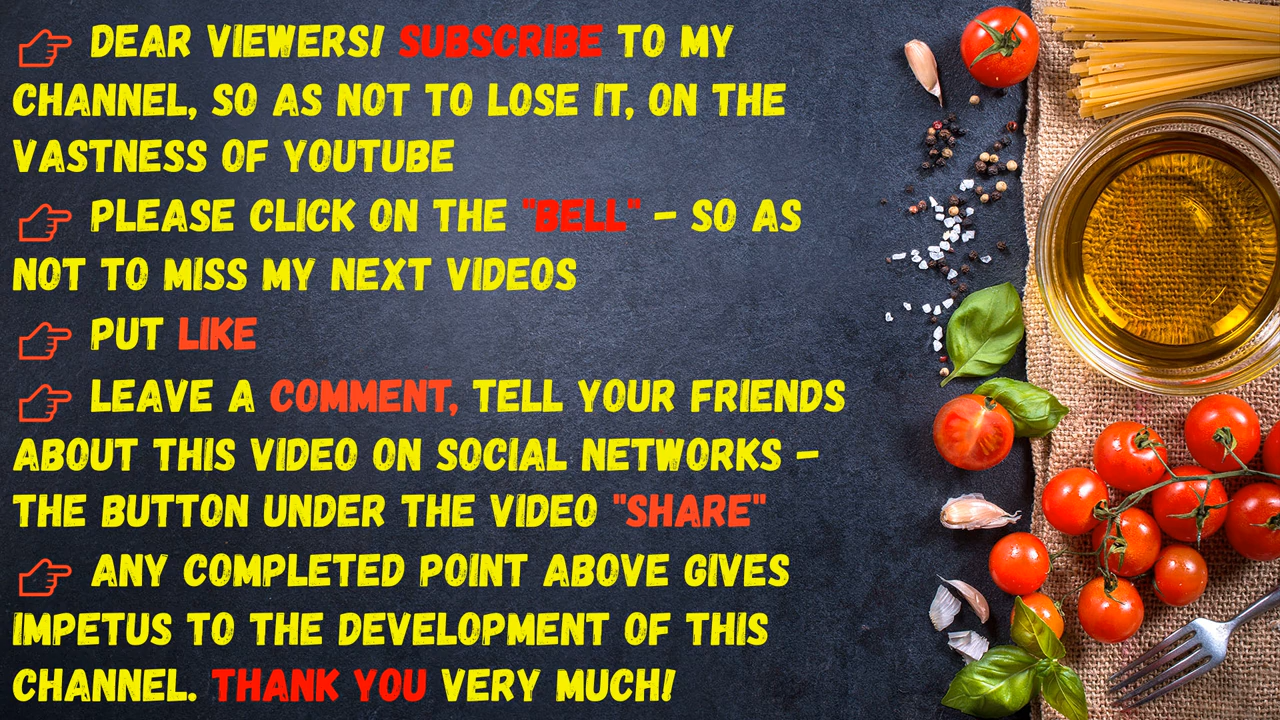 DEAR VIEWERS! SUBSCRIBE TO MY
CHANNEL, SO AS NOT TO LOSE IT, ON THE
VASTNESS OF YOUTUBE
PLEASE CLICK ON THE "BELL" - SO AS
NOT TO MISS MY NEXT VIDEOS
PUT LIKE
LEAVE A COMMENT, TELL YOUR FRIENDS
ABOUT THIS VIDEO ON SOCIAL NETWORKS -
THE BUTTON UNDER THE VIDEO "SHARE"
ANY COMPLETED POINT ABOVE GIVES
IMPETUS TO THE DEVELOPMENT OF THIS
CHANNEL. THANK YOU VERY MUCH!